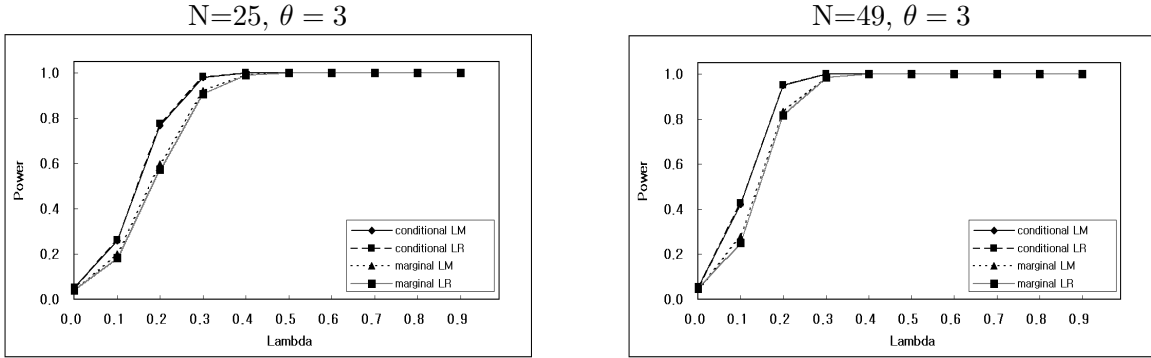 N=25, θ = 3
1.0
0.8
0.6
0.4
0.2
0.0
Power
0.0 0.1 0.2 0.3 0.4 0.5 0.6 0.7 0.8 0.9
Lambda
conditional LM
conditional LR
marginal LM
marginal LR
N=49, θ = 3
1.0
0.8
0.6
0.4
0.2
0.0
Power
0.0 0.1 0.2 0.3 0.4 0.5 0.6 0.7 0.8 0.9
Lambda
conditional LM
conditional LR
marginal LM
marginal LR